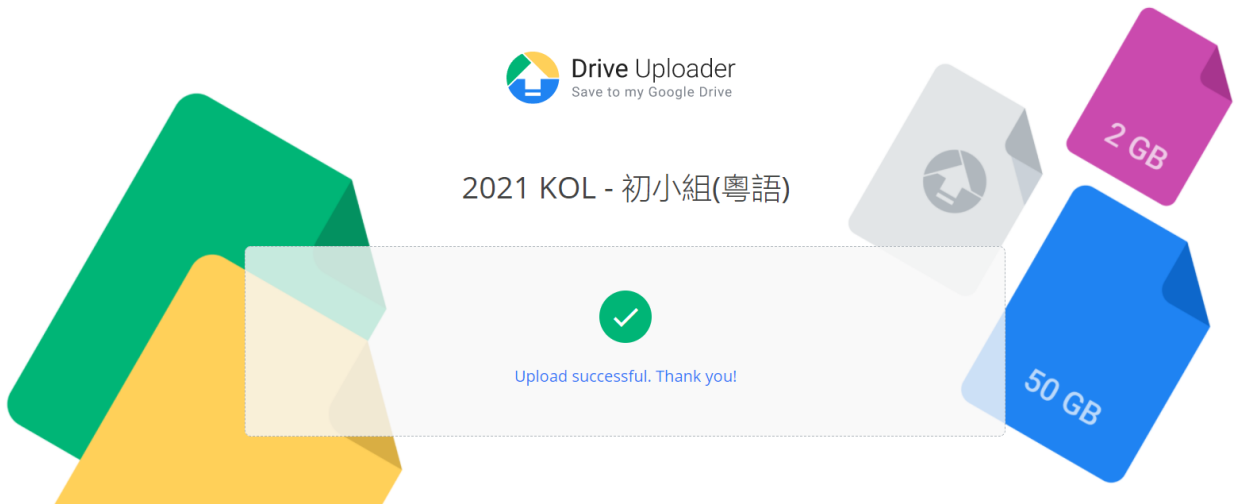 Drive Uploader
Save to my Google Drive
2021 KOL - 初小組(粵語)
Upload successful. Thank you!
2 GB
50 GB